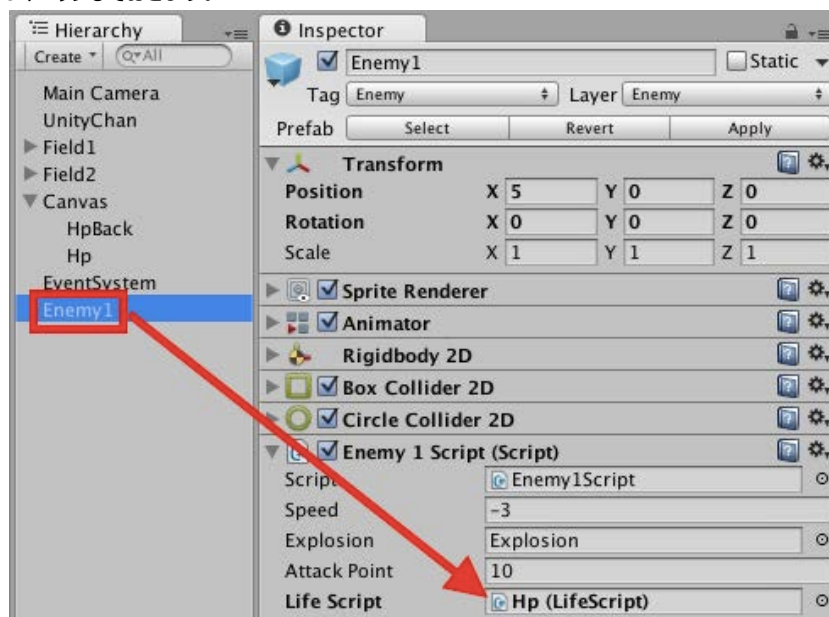 Hierarchy
Create
All
Main Camera
UnityChan
Field1
Field2
Canvas
HpBack
Hp
EventSystem
Enemy1
Inspector
Enemy1
Static
Tag Enemy Layer Enemy
Prefab Select Revert Apply
Transform
Position X 5 Y 0 Z 0
Rotation X 0 Y 0 Z 0
Scale X 1 Y 1 Z 1
Sprite Renderer
Animator
Rigidbody 2D
Box Collider 2D
Circle Collider 2D
Enemy 1 Script (Script)
Script Enemy1Script
Speed -3
Explosion Explosion
Attack Point 10
Life Script Hp (LifeScript)